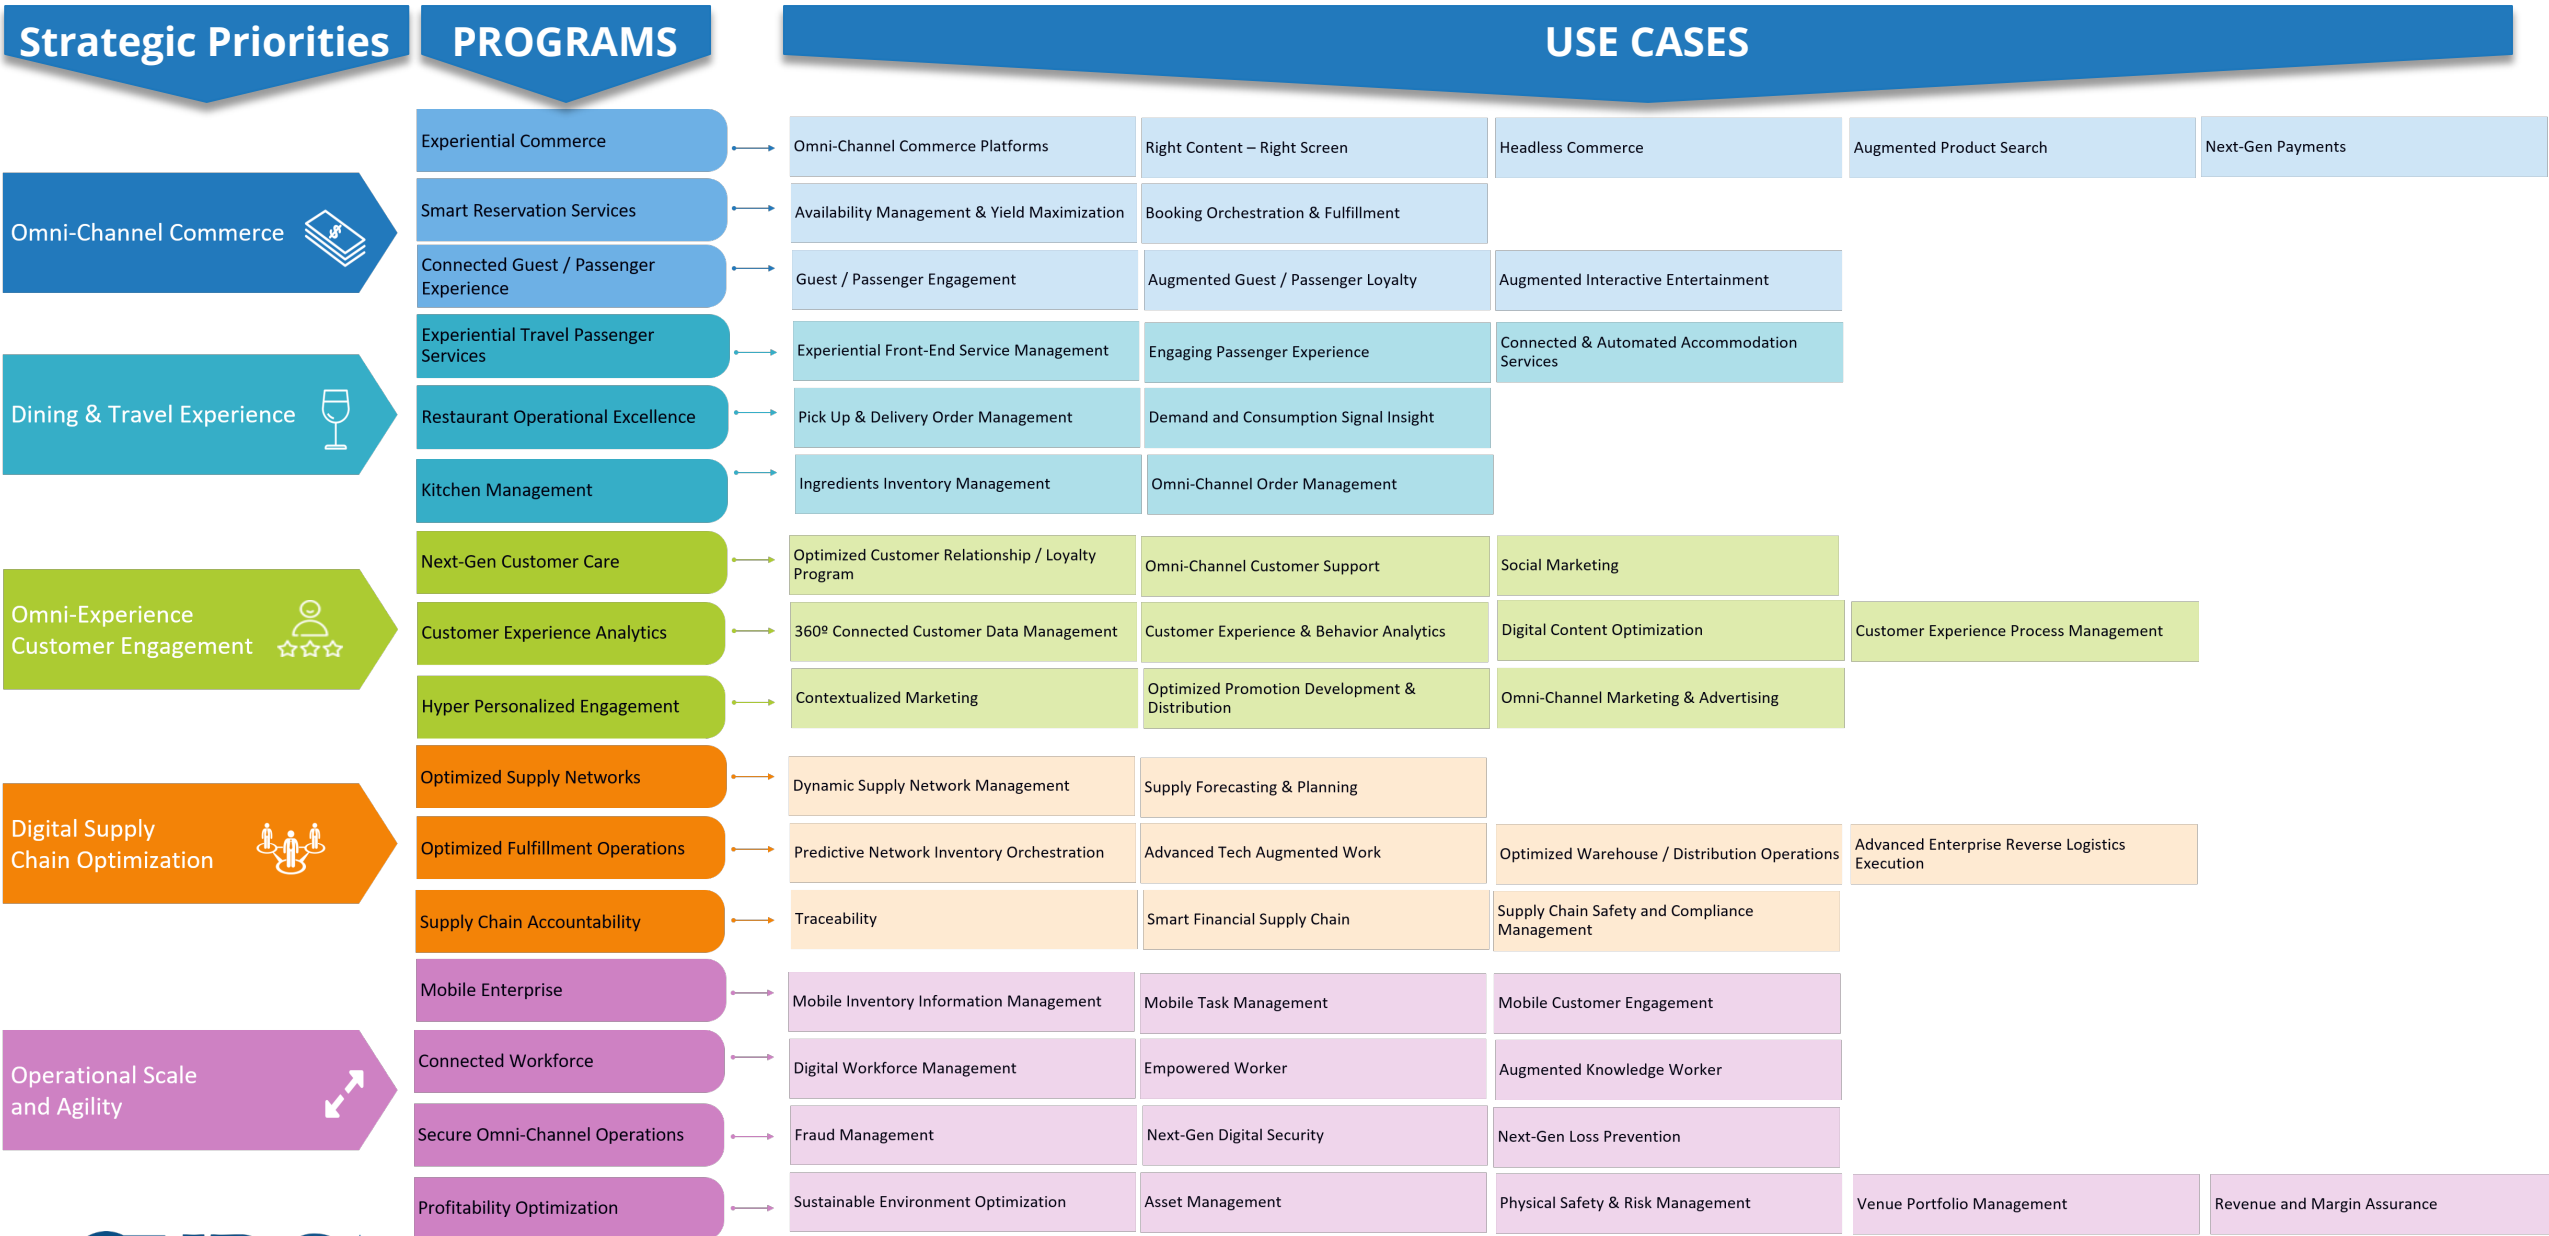 Strategic Priorities
PROGRAMS
USE CASES
Omni-Channel Commerce
Experiential Commerce
Omni-Channel Commerce Platforms
Right Content – Right Screen
Headless Commerce
Augmented Product Search
Next-Gen Payments
Smart Reservation Services
Availability Management & Yield Maximization
Booking Orchestration & Fulfillment
Connected Guest / Passenger
Experience
Guest / Passenger Engagement
Augmented Guest / Passenger Loyalty
Augmented Interactive Entertainment
Dining & Travel Experience
Experiential Travel Passenger
Services
Experiential Front-End Service Management
Engaging Passenger Experience
Connected & Automated Accommodation
Services
Restaurant Operational Excellence
Pick Up & Delivery Order Management
Demand and Consumption Signal Insight
Kitchen Management
Ingredients Inventory Management
Omni-Channel Order Management
Omni-Experience
Customer Engagement
Next-Gen Customer Care
Optimized Customer Relationship / Loyalty
Program
Omni-Channel Customer Support
Social Marketing
Customer Experience Analytics
360º Connected Customer Data Management
Customer Experience & Behavior Analytics
Digital Content Optimization
Customer Experience Process Management
Hyper Personalized Engagement
Contextualized Marketing
Optimized Promotion Development &
Distribution
Omni-Channel Marketing & Advertising
Digital Supply
Chain Optimization
Optimized Supply Networks
Dynamic Supply Network Management
Supply Forecasting & Planning
Optimized Fulfillment Operations
Predictive Network Inventory Orchestration
Advanced Tech Augmented Work
Optimized Warehouse / Distribution Operations
Advanced Enterprise Reverse Logistics
Execution
Supply Chain Accountability
Traceability
Smart Financial Supply Chain
Supply Chain Safety and Compliance
Management
Operational Scale
and Agility
Mobile Enterprise
Mobile Inventory Information Management
Mobile Task Management
Mobile Customer Engagement
Connected Workforce
Digital Workforce Management
Empowered Worker
Augmented Knowledge Worker
Secure Omni-Channel Operations
Fraud Management
Next-Gen Digital Security
Next-Gen Loss Prevention
Profitability Optimization
Sustainable Environment Optimization
Asset Management
Physical Safety & Risk Management
Venue Portfolio Management
Revenue and Margin Assurance